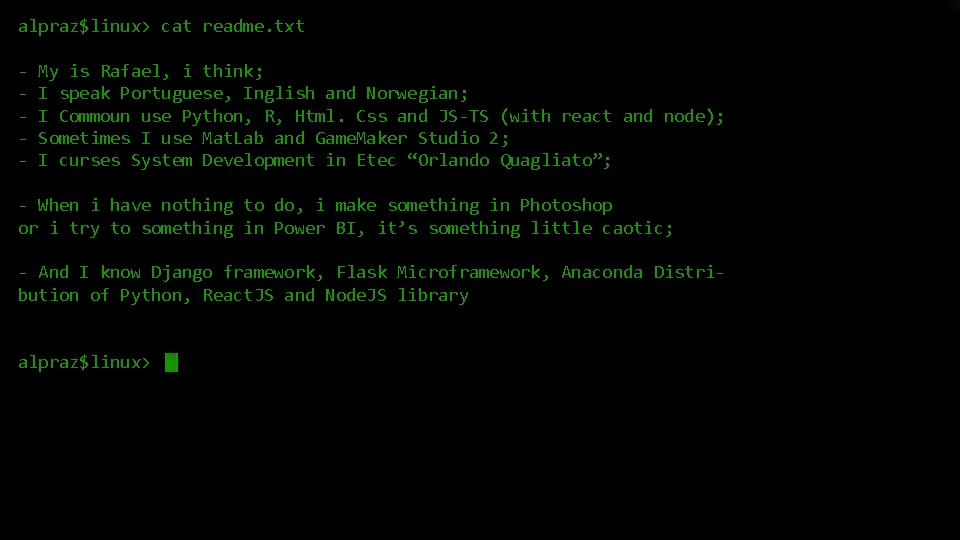 alpraz$linux> cat readme.txt
- My is Rafael, i think;
- I speak Portuguese, Inglish and Norwegian;
- I Commoun use Python, R, Html. Css and JS-TS (with react and node);
- Sometimes I use MatLab and GameMaker Studio 2;
- I curses System Development in Etec “Orlando Quagliato”;
- When i have nothing to do, i make something in Photoshop
or i try to something in Power BI, it’s something little caotic;
- And I know Django framework, Flask Microframework, Anaconda Distri-
bution of Python, ReactJS and NodeJS library
alpraz$linux>